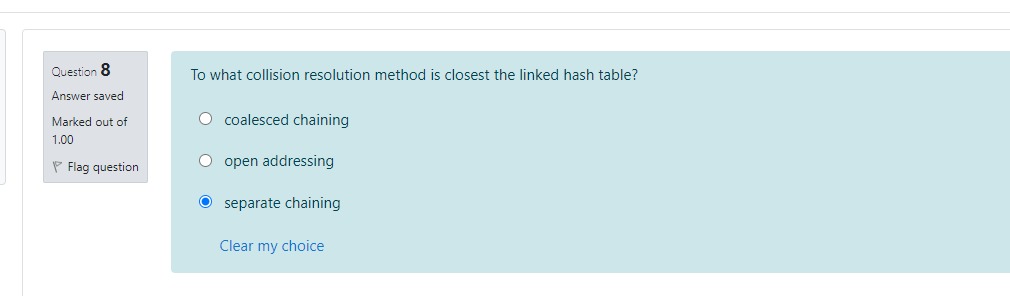 Question 8
Answer saved
Marked out of
1.00
Flag question
To what collision resolution method is closest the linked hash table?
coalesced chaining
open addressing
separate chaining
Clear my choice